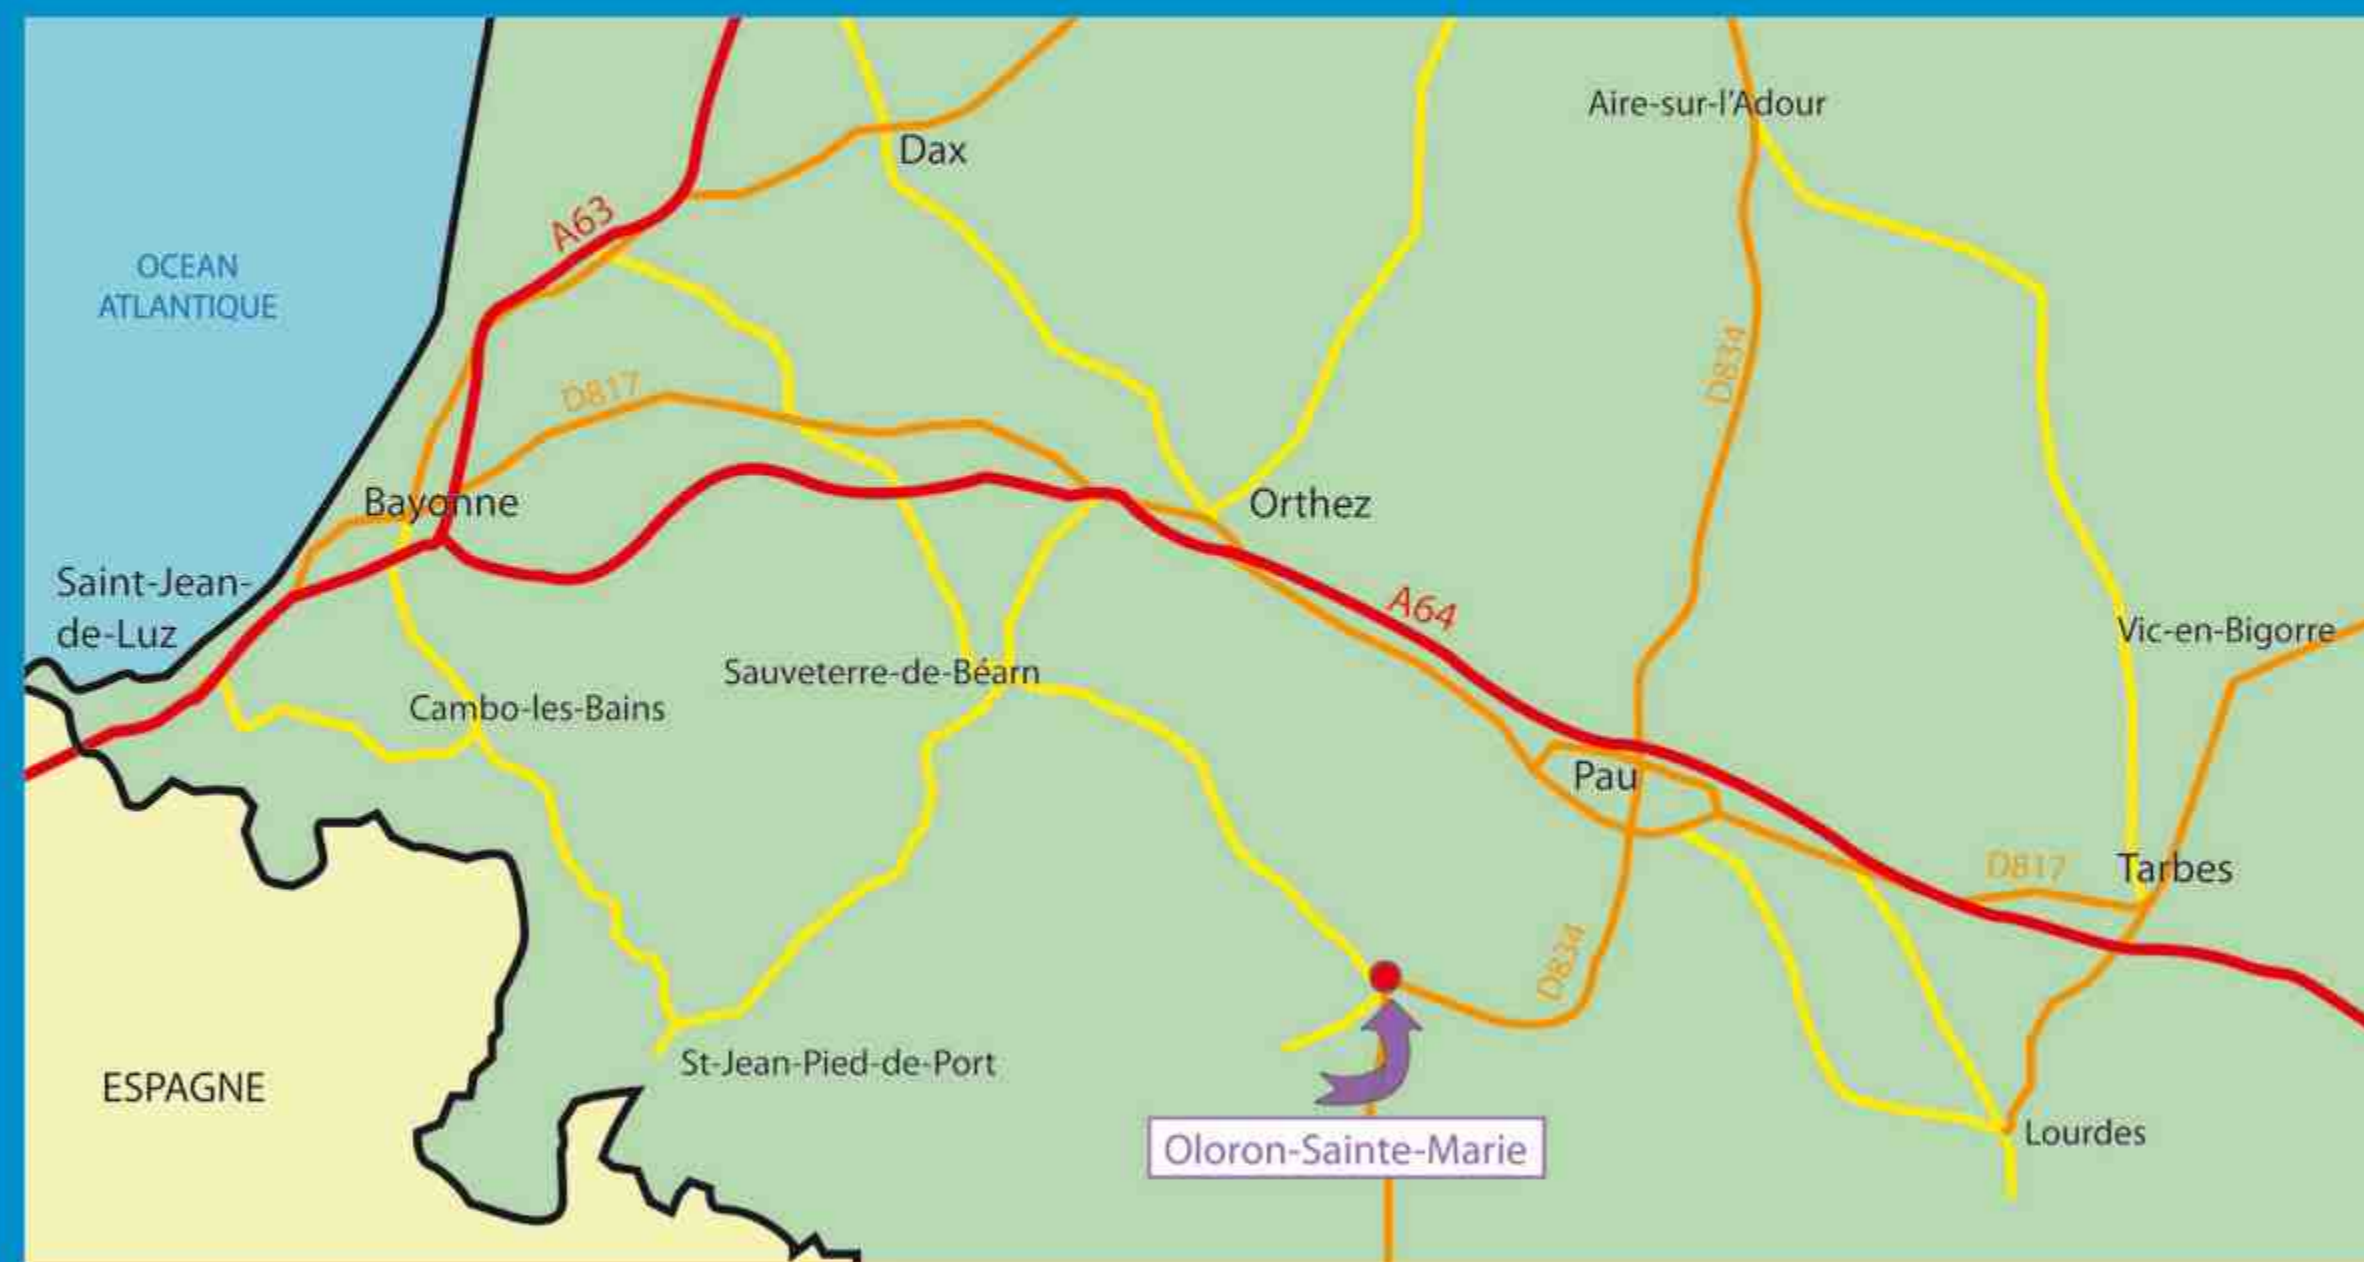 Aire-sur-l'Adour
Dax
A63
OCEAN
ATLANTIQUE
D834
D817
Bayonne
Orthez
Saint-Jean-
de-Luz
A64
Vic-en-Bigorre
Sauveterre-de-Béarn
Cambo-les-Bains
Pau
D817
Tarbes
D834
St-Jean-Pied-de-Port
ESPAGNE
Lourdes
Oloron-Sainte-Marie